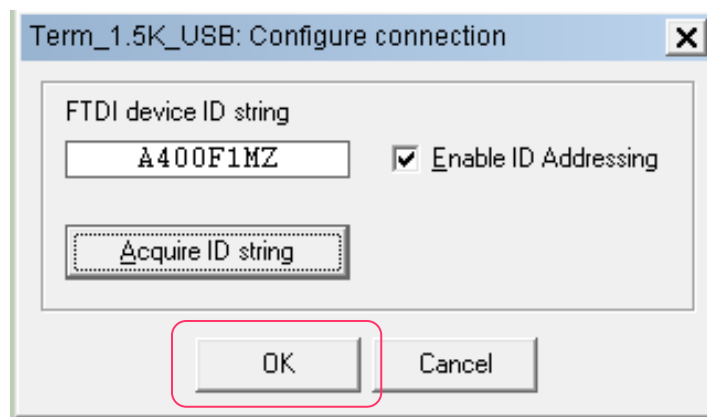 Term_1.5K_USB: Configure connection
FTDI device ID string
A400F1MZ
Enable ID Addressing
Acquire ID string
OK
Cancel